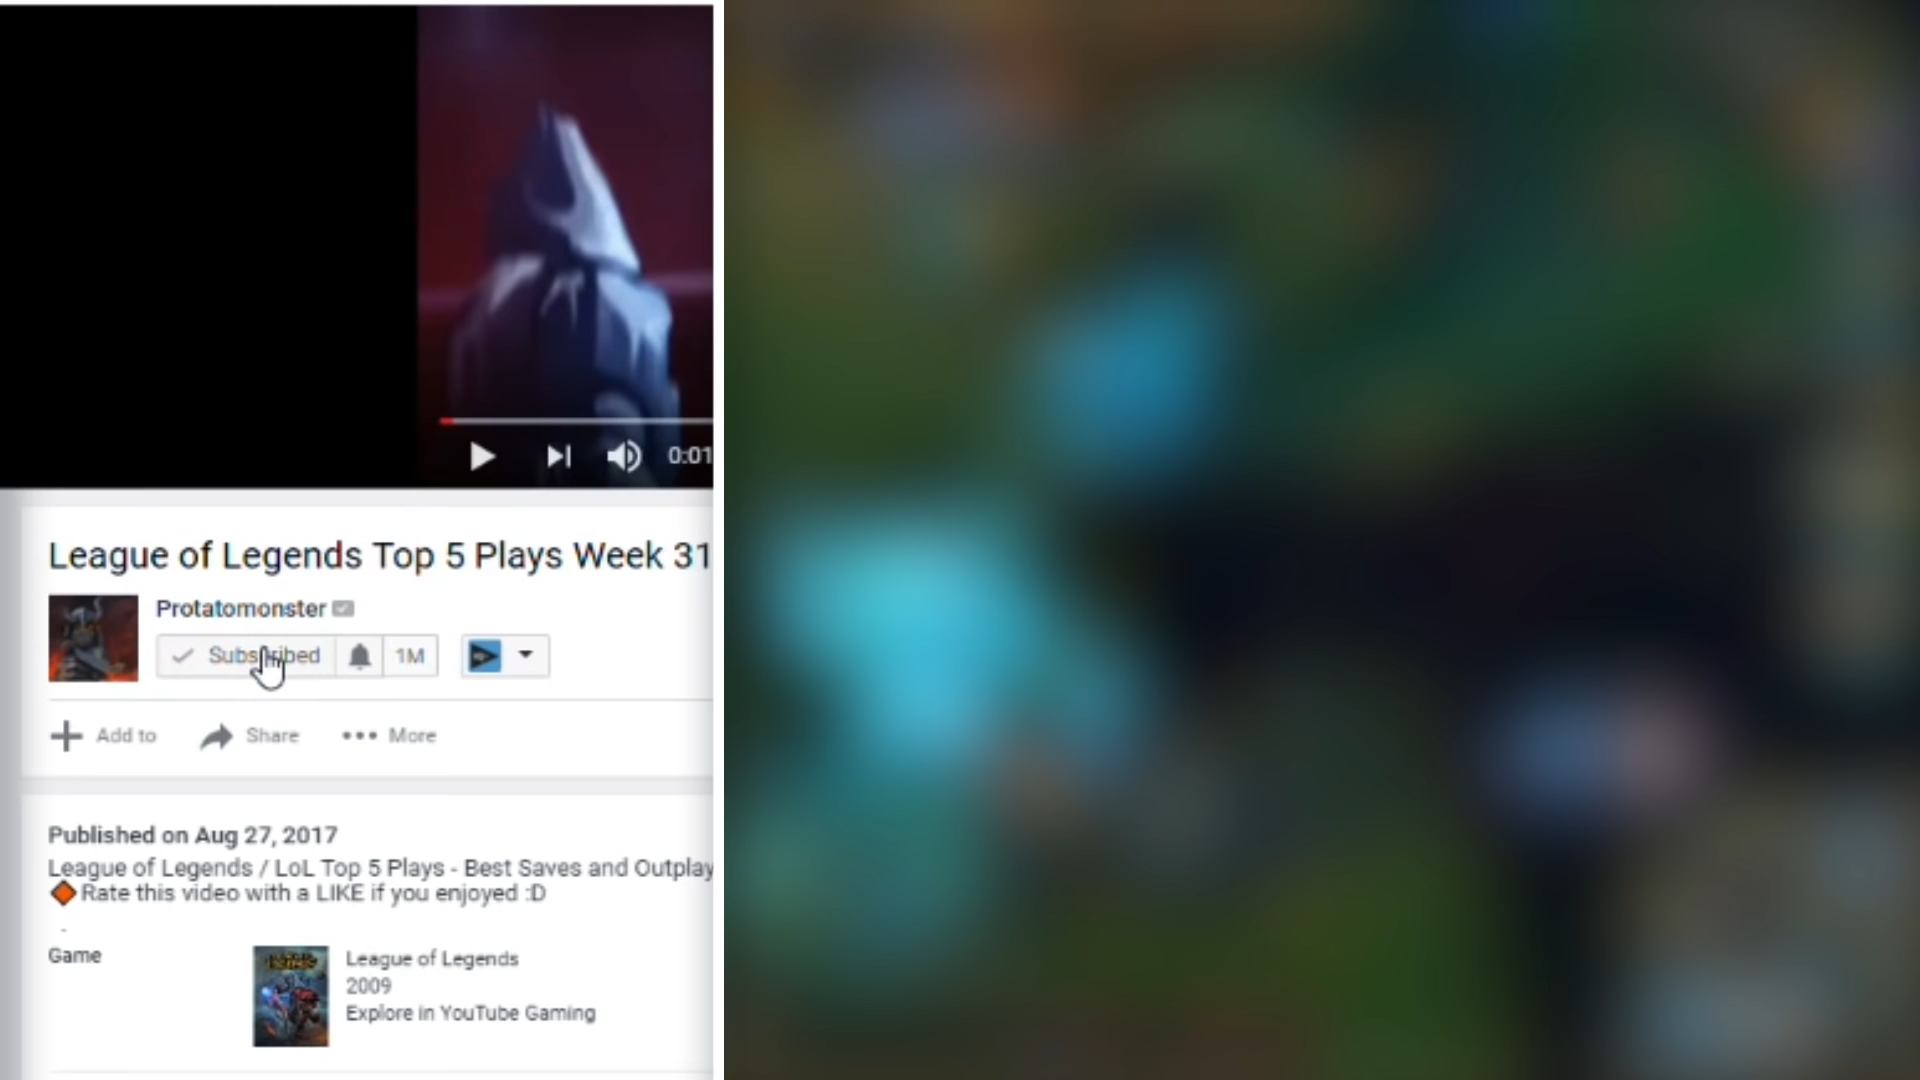 0:01
League of Legends Top 5 Plays Week 31
Protatomonster
Subscribed 1M
Add to Share More
Published on Aug 27, 2017
League of Legends / LoL Top 5 Plays - Best Saves and Outplay
Rate this video with a LIKE if you enjoyed :D
-
Game
League of Legends
2009
Explore in YouTube Gaming